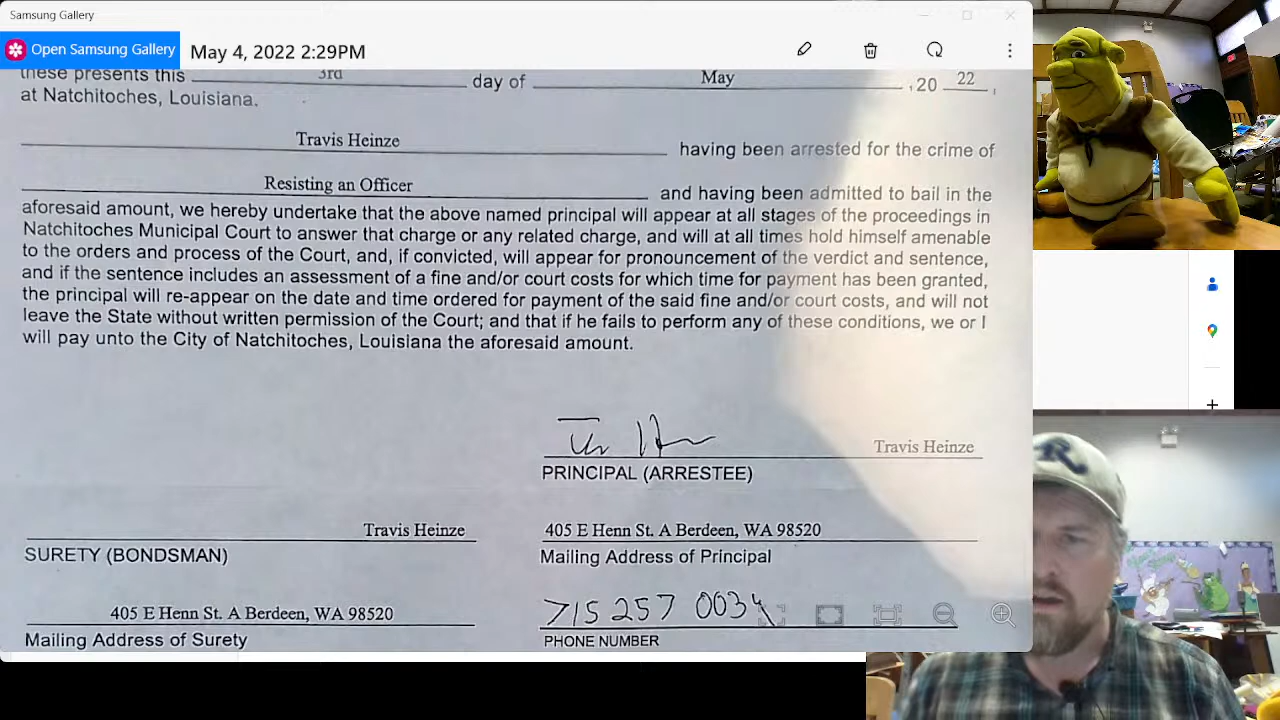 Samsung Gallery
Open Samsung Gallery
May 4, 2022 2:29PM
these presents this 3rd day of May , 20 22 ,
at Natchitoches, Louisiana.
Travis Heinze having been arrested for the crime of
Resisting an Officer and having been admitted to bail in the
aforesaid amount, we hereby undertake that the above named principal will appear at all stages of the proceedings in
Natchitoches Municipal Court to answer that charge or any related charge, and will at all times hold himself amenable
to the orders and process of the Court, and, if convicted, will appear for pronouncement of the verdict and sentence,
and if the sentence includes an assessment of a fine and/or court costs for which time for payment has been granted,
the principal will re-appear on the date and time ordered for payment of the said fine and/or court costs, and will not
leave the State without written permission of the Court; and that if he fails to perform any of these conditions, we or I
will pay unto the City of Natchitoches, Louisiana the aforesaid amount.
Travis Heinze
PRINCIPAL (ARRESTEE)
Travis Heinze
SURETY (BONDSMAN)
405 E Henn St. A Berdeen, WA 98520
Mailing Address of Principal
405 E Henn St. A Berdeen, WA 98520
Mailing Address of Surety
715 257 0034
PHONE NUMBER
R